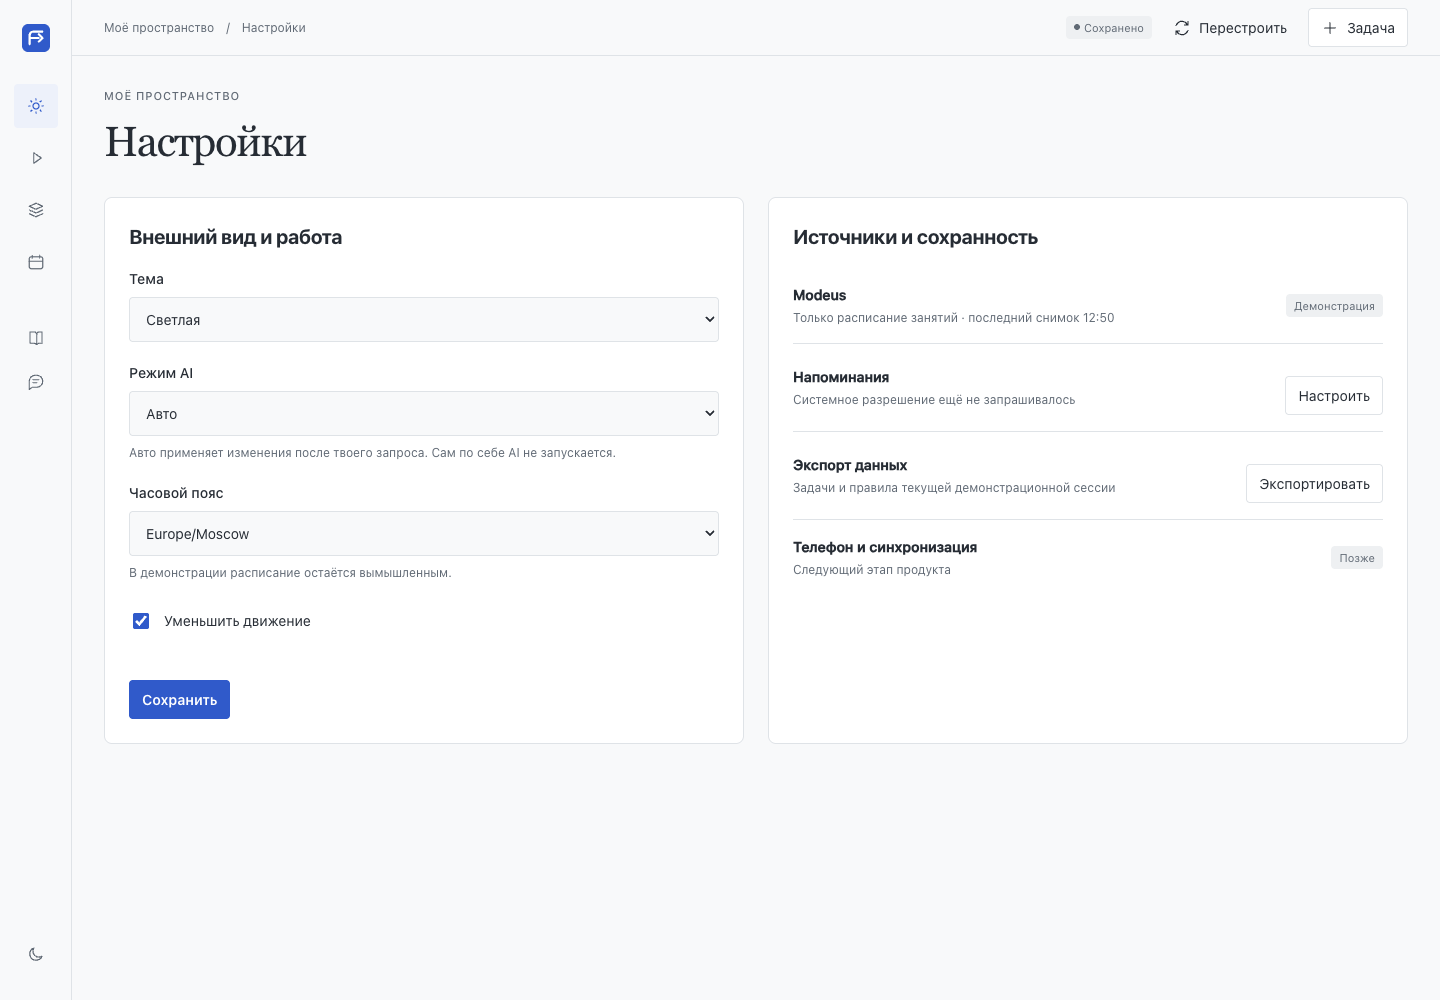 Моё пространство / Настройки
Сохранено
Перестроить
Задача
МОЁ ПРОСТРАНСТВО
Настройки
Внешний вид и работа
Тема
Светлая
Режим AI
Авто
Авто применяет изменения после твоего запроса. Сам по себе AI не запускается.
Часовой пояс
Europe/Moscow
В демонстрации расписание остаётся вымышленным.
Уменьшить движение
Сохранить
Источники и сохранность
Modeus
Только расписание занятий · последний снимок 12:50
Демонстрация
Напоминания
Системное разрешение ещё не запрашивалось
Настроить
Экспорт данных
Задачи и правила текущей демонстрационной сессии
Экспортировать
Телефон и синхронизация
Следующий этап продукта
Позже